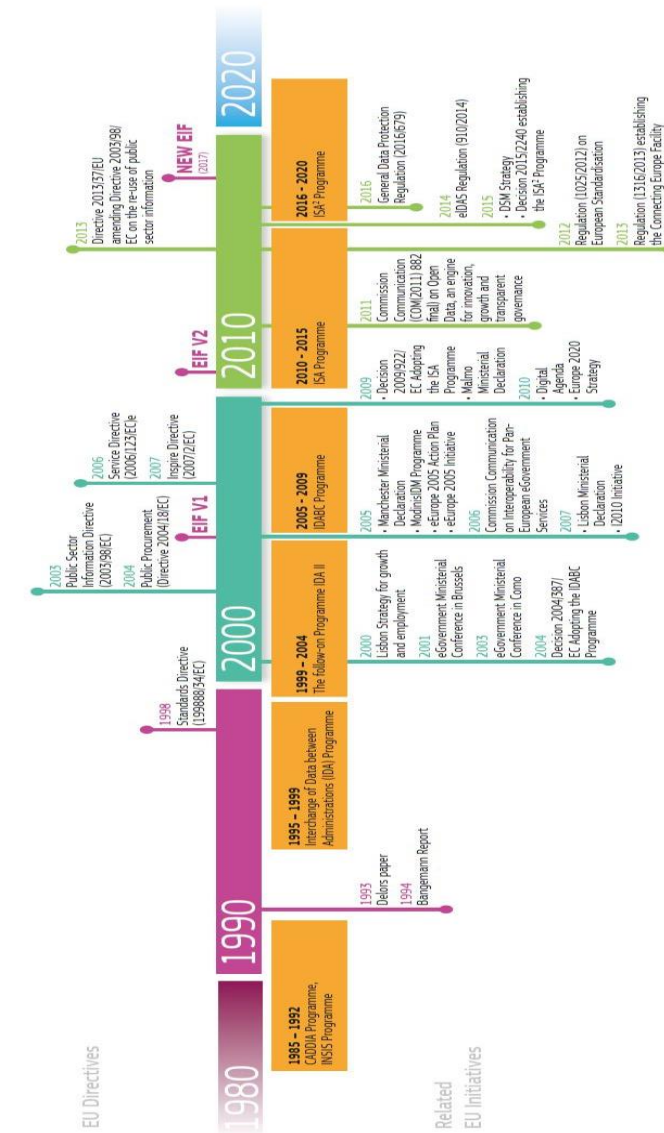 EU Directives
1998
Standards Directive
(199888/34/EC)
2003
Public Sector
Information Directive
(2003/98/EC)
2004
Public Procurement
(Directive 2004/18/EC)
EIF V1
2006
Service Directive
(2006/123/EC)e
2007
Inspire Directive
(2007/2/EC)
EIF V2
2013
Directive 2013/37/EU
amending Directive 2003/98/
EC on the re-use of public
sector information
NEW EIF
(2017)
1980
1990
2000
2010
2020
1985 – 1992
CADDIA Programme,
INSIS Programme
1995 – 1999
Interchange of Data between
Administrations (IDA) Programme
1999 – 2004
The follow-on Programme IDA II
2005 - 2009
IDABC Programme
2010 - 2015
ISA Programme
2016 - 2020
ISA² Programme
Related
EU Initiatives
1993
Delors paper
1994
Bangemann Report
2000
Lisbon Strategy for growth
and employment
2001
eGovernment Ministerial
Conference in Brussels
2003
eGovernment Ministerial
Conference in Como
2004
Decision 2004/387/
EC Adopting the IDABC
Programme
2005
• Manchester Ministerial
Declaration
• ModinisIDM Programme
• eEurope 2005 Action Plan
• eEurope 2005 Initiative
2006
Commission Communication
on Interoperability for Pan-
European eGovernment
Services
2007
• Lisbon Ministerial
Declaration
• i2010 Initiative
2009
• Decision
2009/922/
EC Adopting
the ISA
Programme
• Malmo
Ministerial
Declaration
2010
• Digital
Agenda
• Europe 2020
Strategy
2011
Commission
Communication
(COM(2011) 882
final) on Open
Data, an engine
for innovation,
growth and
transparent
governance
2012
Regulation (1025/2012) on
European Standardisation
2013
Regulation (1316/2013) establishing
the Connecting Europe Facility
2014
eIDAS Regulation (910/2014)
2015
• DSM Strategy
• Decision 2015/2240 establishing
the ISA² Programme
2016
General Data Protection
Regulation (2016/679)